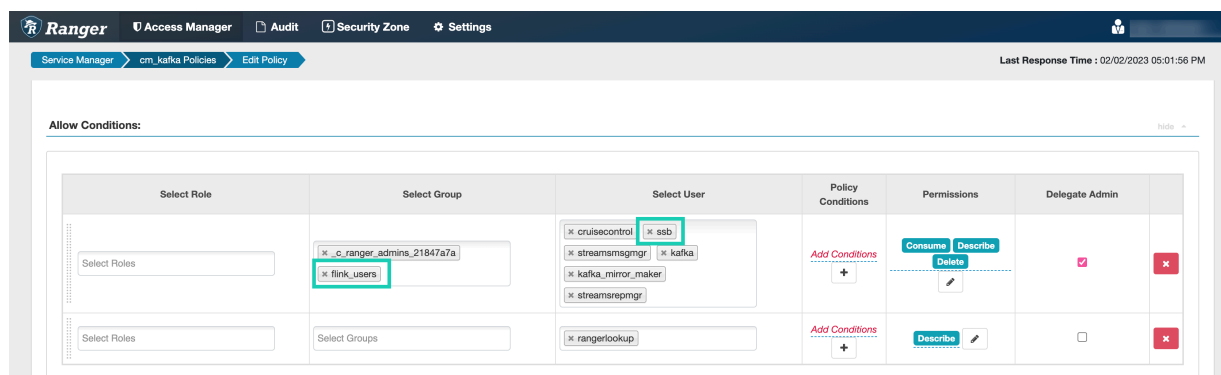 Ranger Access Manager Audit Security Zone Settings
Service Manager cm_kafka Policies Edit Policy Last Response Time : 02/02/2023 05:01:56 PM
Allow Conditions: hide
Select Role Select Group Select User Policy Conditions Permissions Delegate Admin
Select Roles
× _c_ranger_admins_21847a7a
× flink_users
× cruisecontrol × ssb
× streamsmsgmgr × kafka
× kafka_mirror_maker
× streamsrepmgr
Add Conditions
+
Consume Describe
Delete
×
Select Roles Select Groups × rangerlookup
Add Conditions
+
Describe
×